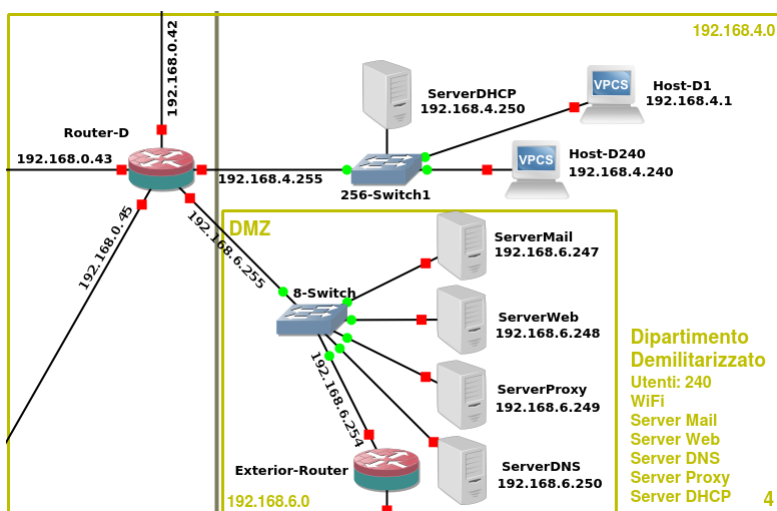 192.168.4.0
192.168.0.42
ServerDHCP
192.168.4.250
VPCS
Host-D1
192.168.4.1
Router-D
192.168.0.43
192.168.4.255
256-Switch1
VPCS
Host-D240
192.168.4.240
192.168.0.45
192.168.6.255
DMZ
8-Switch
ServerMail
192.168.6.247
ServerWeb
192.168.6.248
ServerProxy
192.168.6.249
192.168.6.254
Exterior-Router
ServerDNS
192.168.6.250
192.168.6.0
Dipartimento
Demilitarizzato
Utenti: 240
WiFi
Server Mail
Server Web
Server DNS
Server Proxy
Server DHCP
4